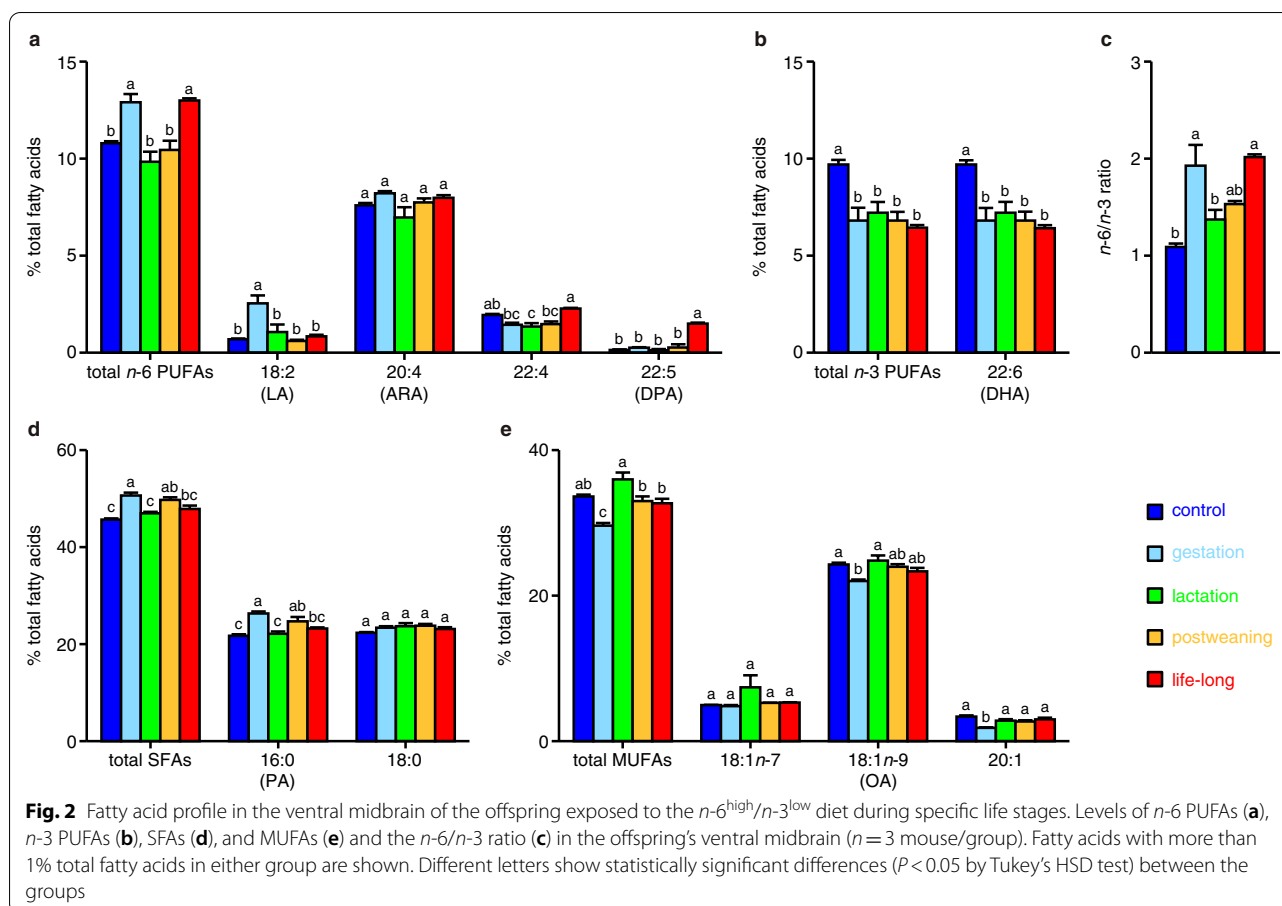 a
15
10
5
0
% total fatty acids
b a b b a
b a b b b
a a a a a
ab bc c bc a
b b b b a
total n-6 PUFAs 18:2 20:4 22:4 22:5
(LA) (ARA) (DPA)
b
15
10
5
0
% total fatty acids
a b b b b
a b b b b
total n-3 PUFAs 22:6
(DHA)
c
3
2
1
0
n-6/n-3 ratio
b a b ab a
d
60
40
20
0
% total fatty acids
c a c ab bc
c a c ab bc
a a a a a
total SFAs 16:0 18:0
(PA)
e
40
20
0
% total fatty acids
ab c a b b
a a a a a
a b a ab ab
a b a a a
total MUFAs 18:1n-7 18:1n-9 20:1
(OA)
control
gestation
lactation
postweaning
life-long
Fig. 2 Fatty acid profile in the ventral midbrain of the offspring exposed to the n-6high/n-3low diet during specific life stages. Levels of n-6 PUFAs (a),
n-3 PUFAs (b), SFAs (d), and MUFAs (e) and the n-6/n-3 ratio (c) in the offspring's ventral midbrain (n = 3 mouse/group). Fatty acids with more than
1% total fatty acids in either group are shown. Different letters show statistically significant differences (P < 0.05 by Tukey's HSD test) between the
groups